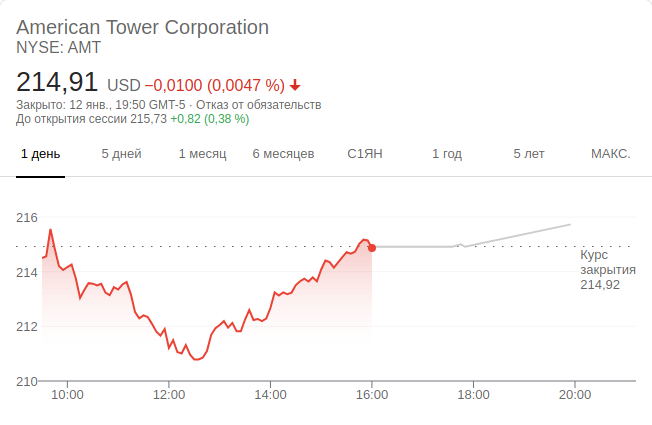 American Tower Corporation
NYSE: AMT
214,91 USD −0,0100 (0,0047 %)
Закрыто: 12 янв., 19:50 GMT-5 · Отказ от обязательств
До открытия сессии 215,73 +0,82 (0,38 %)
1 день 5 дней 1 месяц 6 месяцев С1ЯН 1 год 5 лет МАКС.
216
214
212
210
Курс
закрытия
214,92
10:00 12:00 14:00 16:00 18:00 20:00